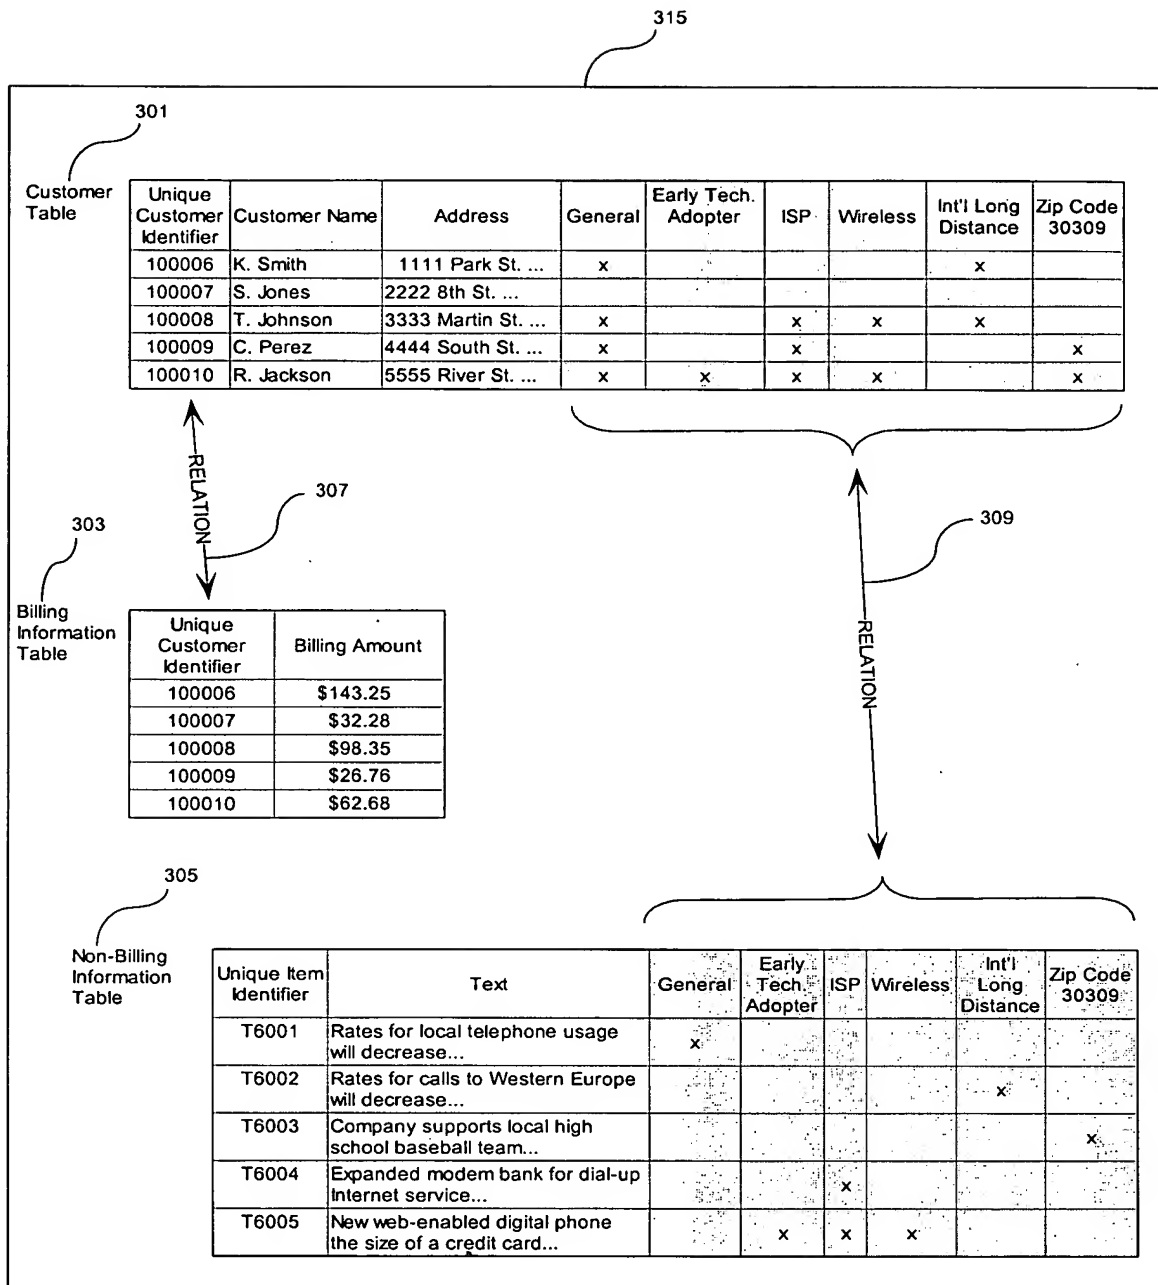 315
301
Customer
Table
Unique
Customer
Identifier
Customer Name
Address
General
Early Tech.
Adopter
ISP
Wireless
Int'l Long
Distance
Zip Code
30309
100006 K. Smith 1111 Park St. ... x x
100007 S. Jones 2222 8th St. ...
100008 T. Johnson 3333 Martin St. ... x x x x
100009 C. Perez 4444 South St. ... x x x
100010 R. Jackson 5555 River St. ... x x x x x
RELATION
307
309
303
Billing
Information
Table
Unique
Customer
Identifier
Billing Amount
100006 $143.25
100007 $32.28
100008 $98.35
100009 $26.76
100010 $62.68
RELATION
305
Non-Billing
Information
Table
Unique Item
Identifier
Text
General
Early
Tech.
Adopter
ISP
Wireless
Int'l
Long
Distance
Zip Code
30309
T6001 Rates for local telephone usage
will decrease... x
T6002 Rates for calls to Western Europe
will decrease... x
T6003 Company supports local high
school baseball team... x
T6004 Expanded modem bank for dial-up
Internet service... x
T6005 New web-enabled digital phone
the size of a credit card... x x x